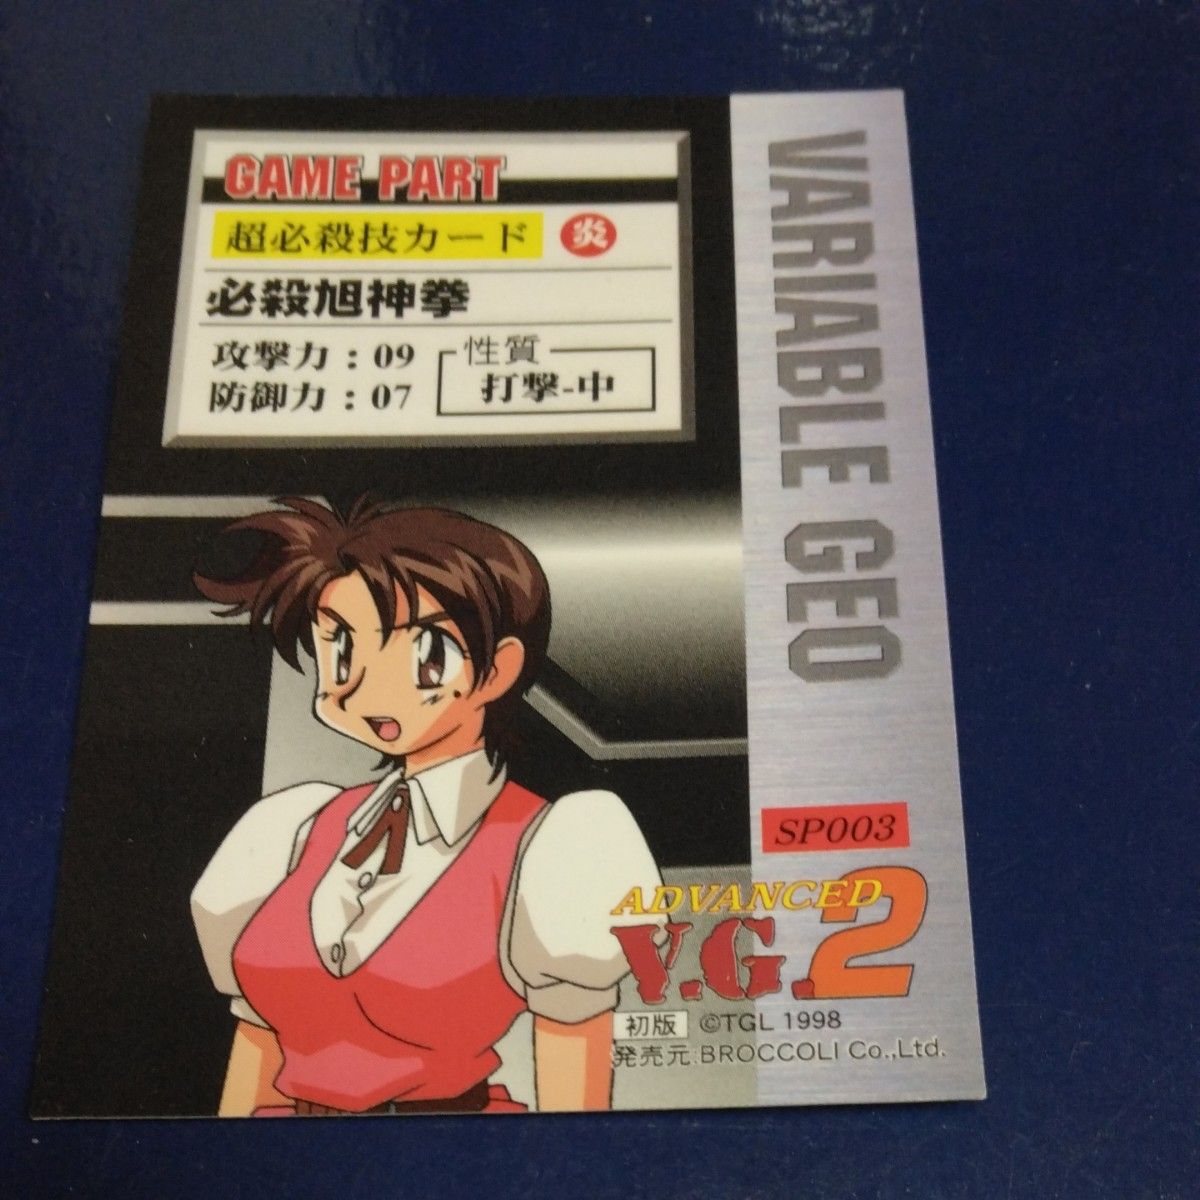 GAME PART
超必殺技カード 炎
必殺旭神拳
攻撃力：09
防御力：07
性質
打撃-中
VARIABLE GEO
SP003
ADVANCED
V.G.2
初版 ©TGL 1998
発売元:BROCCOLI Co.,Ltd.